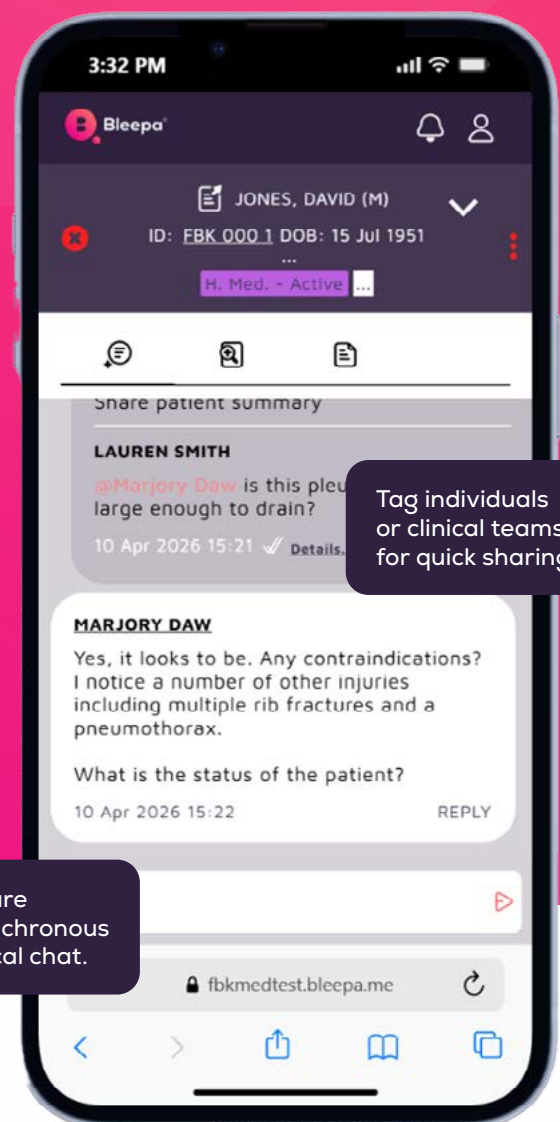 3:32 PM
Bleepa
JONES, DAVID (M)
ID: FBK 000 1 DOB: 15 Jul 1951
...
H. Med. - Active ...
Share patient summary
LAUREN SMITH
@Marjory Daw is this
large enough to drain?
10 Apr 2026 15:21 Details.
Tag individuals
or clinical teams
for quick sharing
MARJORY DAW
Yes, it looks to be. Any contraindications?
I notice a number of other injuries
including multiple rib fractures and a
pneumothorax.
What is the status of the patient?
10 Apr 2026 15:22 REPLY
chat.
fbkmedtest.bleepa.me